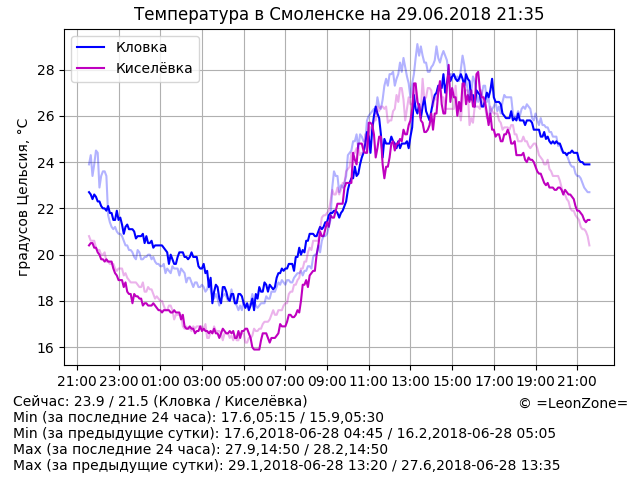 Температура в Смоленске на 29.06.2018 21:35
Кловка
Киселёвка
градусов Цельсия, °C
28
26
24
22
20
18
16
21:00 23:00 01:00 03:00 05:00 07:00 09:00 11:00 13:00 15:00 17:00 19:00 21:00
Сейчас: 23.9 / 21.5 (Кловка / Киселёвка)
© =LeonZone=
Min (за последние 24 часа): 17.6,05:15 / 15.9,05:30
Min (за предыдущие сутки): 17.6,2018-06-28 04:45 / 16.2,2018-06-28 05:05
Max (за последние 24 часа): 27.9,14:50 / 28.2,14:50
Max (за предыдущие сутки): 29.1,2018-06-28 13:20 / 27.6,2018-06-28 13:35